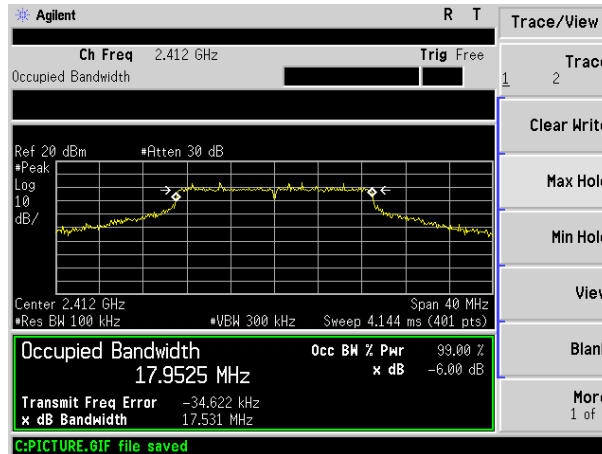 Agilent R T
Trace/View
Ch Freq 2.412 GHz Trig Free
Occupied Bandwidth
Trace
1 2
Clear Write
Ref 20 dBm #Atten 30 dB
#Peak
Log
10
dB/
Max Hol
Min Hol
Center 2.412 GHz Span 40 MHz
#Res BW 100 kHz #VBW 300 kHz Sweep 4.144 ms (401 pts)
View
Occupied Bandwidth Occ BW % Pwr 99.00 %
17.9525 MHz x dB -6.00 dB
Blan
Transmit Freq Error -34.622 kHz
x dB Bandwidth 17.531 MHz
More
1 of
C:PICTURE.GIF file saved